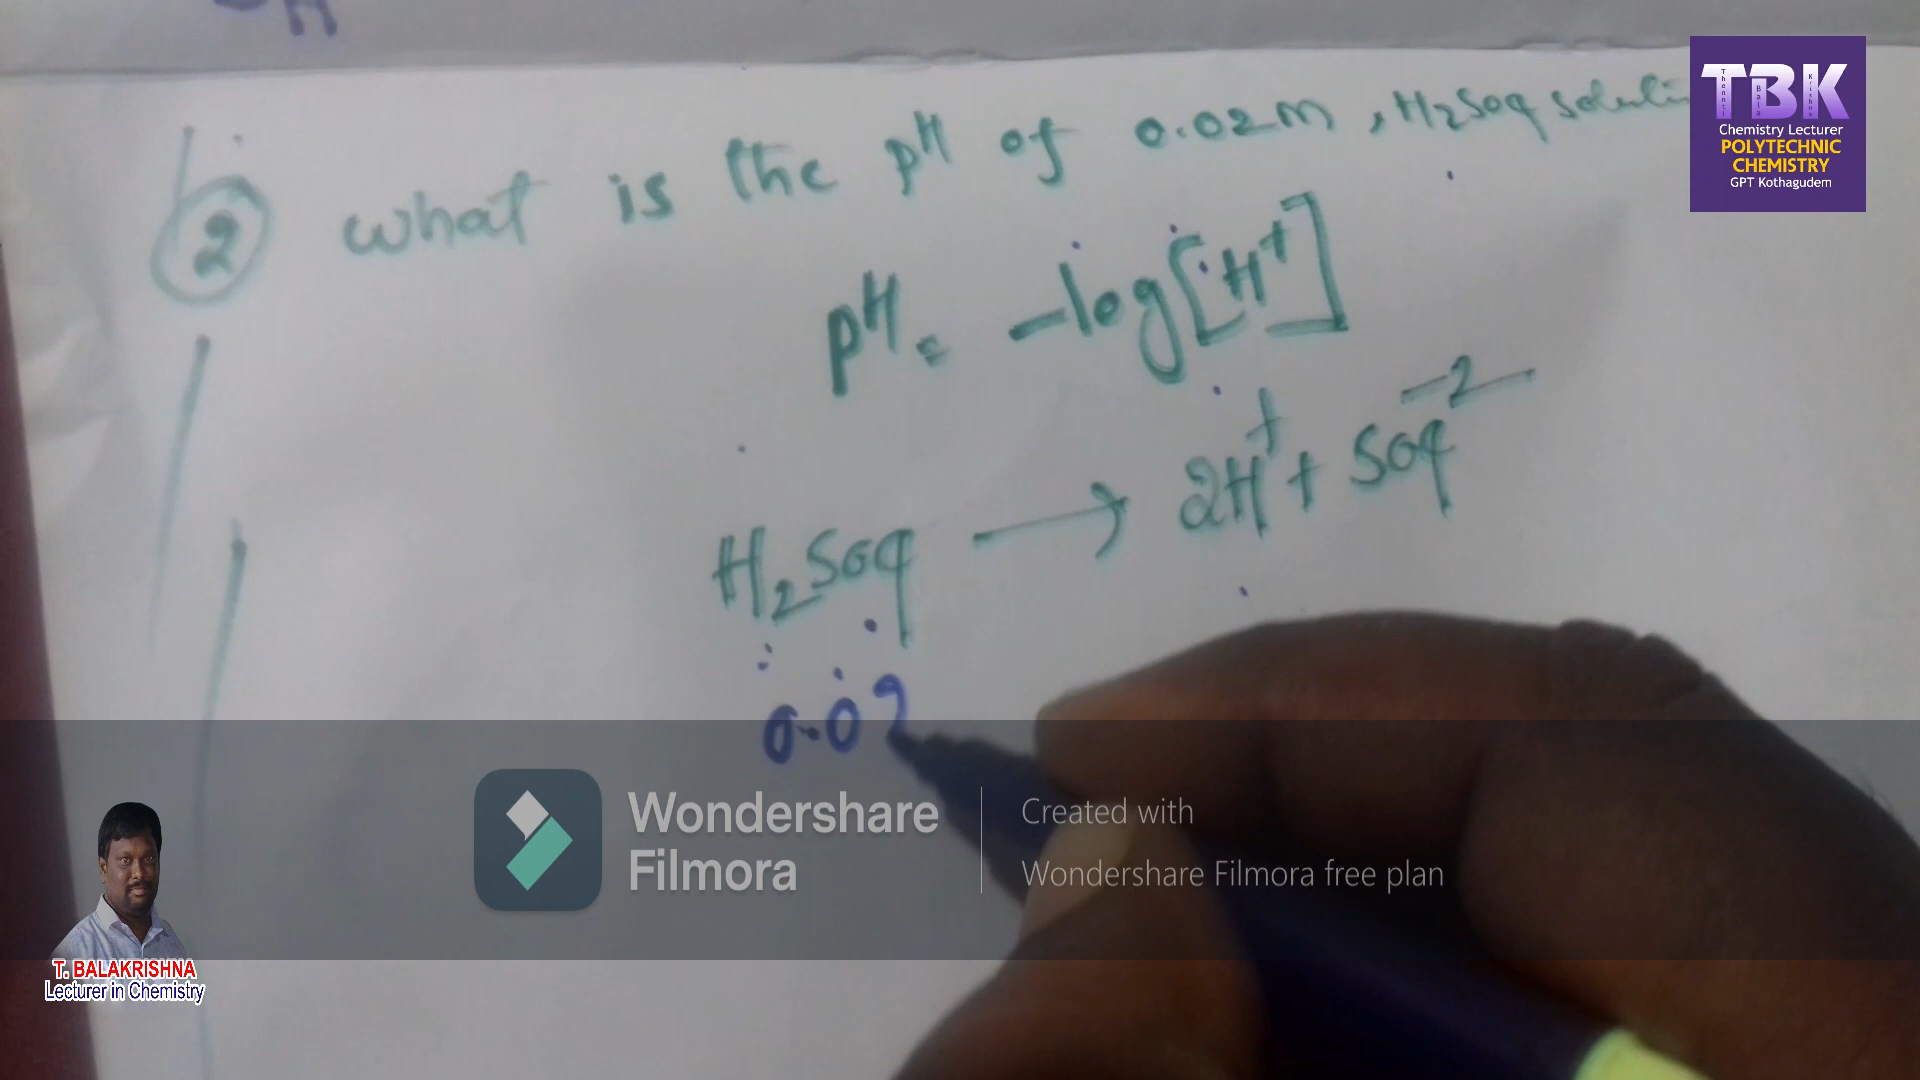 ② what is the pH of 0.02m, H₂SO₄ soluti
pH = -log[H⁺]
H₂SO₄ → 2H⁺ + SO₄⁻²
0.02
TBK
Chemistry Lecturer
POLYTECHNIC
CHEMISTRY
GPT Kothagudem
Wondershare
Filmora
Created with
Wondershare Filmora free plan
T. BALAKRISHNA
Lecturer in Chemistry